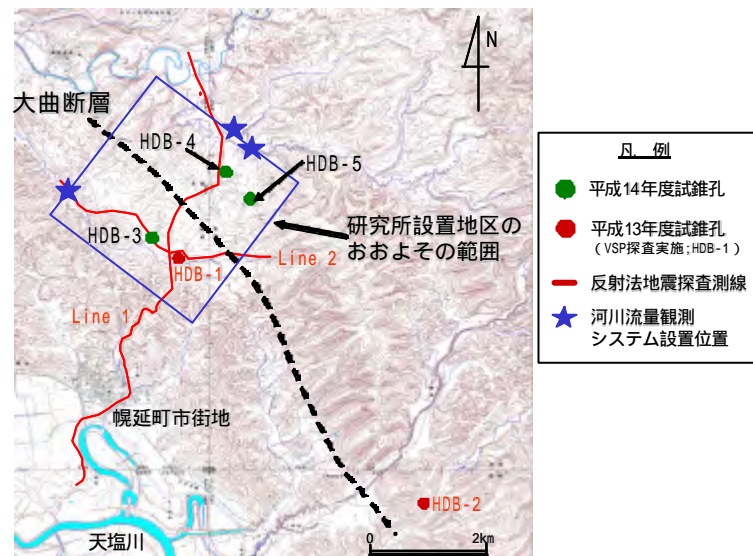 N
大曲断層
HDB-4
HDB-5
研究所設置地区の
おおよその範囲
HDB-3
HDB-1
Line 2
Line 1
幌延町市街地
HDB-2
天塩川
0 2km
凡 例
平成14年度試錐孔
平成13年度試錐孔
(VSP探査実施;HDB-1)
反射法地震探査測線
河川流量観測
システム設置位置